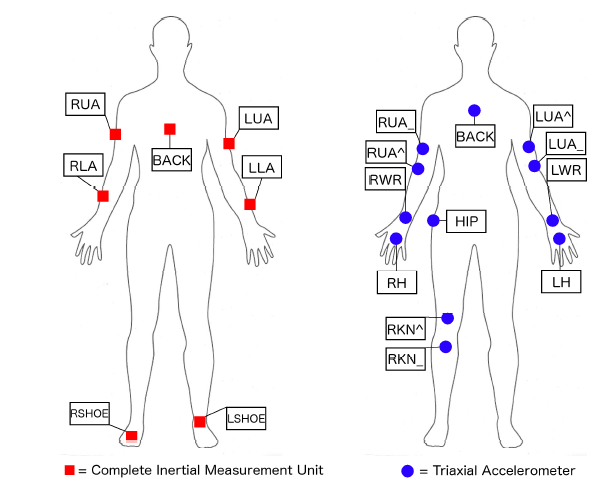 RUA
LUA
BACK
RLA
LLA
RSHOE
LSHOE
= Complete Inertial Measurement Unit
RUA_
LUA^
BACK
RUA^
LUA_
RWR
LWR
HIP
RH
LH
RKN^
RKN_
= Triaxial Accelerometer